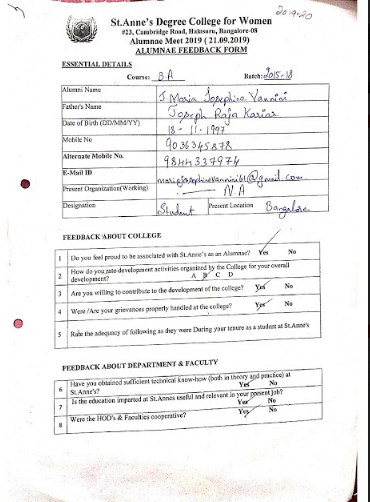 20-9-20
St.Anne's Degree College for Women
#23, Cambridge Road, Halasuru, Bangalore-08
Alumnae Meet 2019 ( 21.09.2019)
ALUMNAE FEEDBACK FORM
ESSENTIAL DETAILS
Course: B A Batch: 2015-18
Alumni Name J Maria Josephine Vannini
Father's Name Joseph Raja
Date of Birth (DD/MM/YY) 18 - 11 - 1997
Mobile No 9036345878
Alternate Mobile No. 9844337974
E-Mail ID mariajosephinevannini61@gmail.com
Present Organization(Working) N.A
Designation Student Present Location Bangalore
FEEDBACK ABOUT COLLEGE
1 Do you feel proud to be associated with St.Anne's as an Alumnae? Yes No
2 How do you rate development activities organized by the College for your overall
development? A B C D
3 Are you willing to contribute to the development of the college? Yes No
4 Were /Are your grievances properly handled at the college? Yes No
5 Rate the adequacy of following as they were During your tenure as a student at St.Anne's
FEEDBACK ABOUT DEPARTMENT & FACULTY
6 Have you obtained sufficient technical know-how (both in theory and practice) at
St.Anne's? Yes No
7 Is the education imparted at St.Annes useful and relevant in your present job?
Yes No
8 Were the HOD's & Faculties cooperative? Yes No